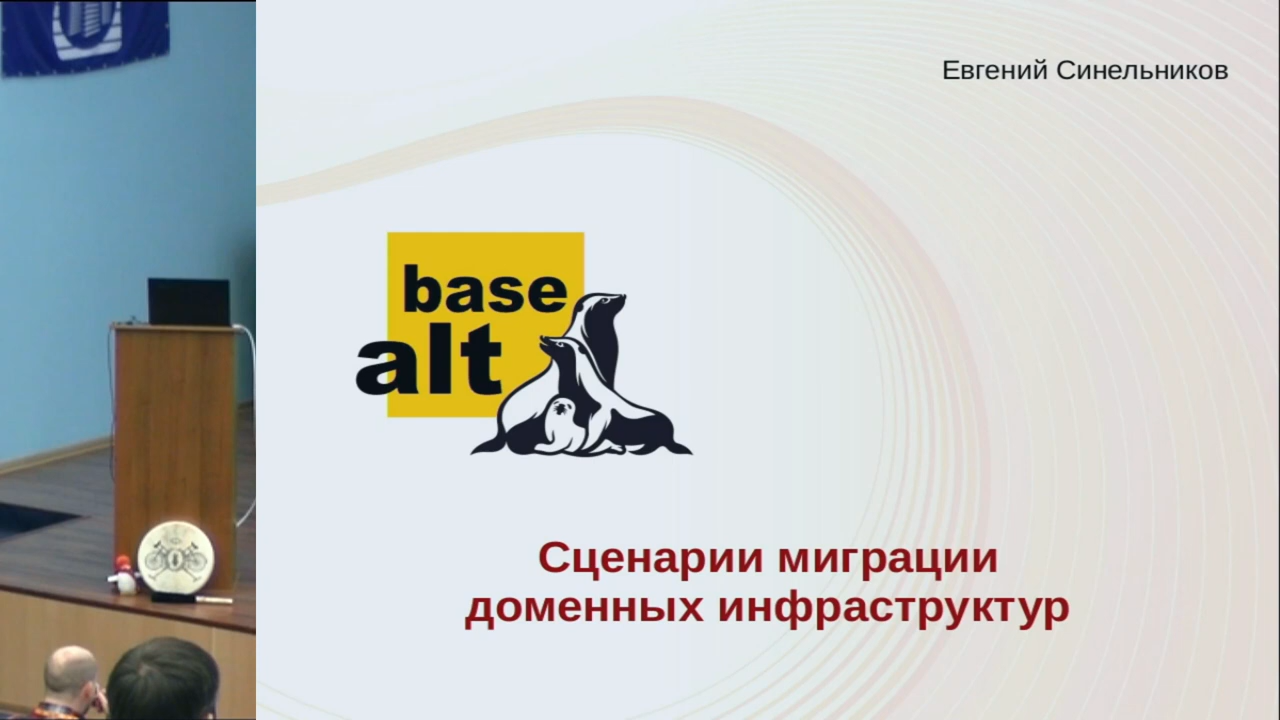 Евгений Синельников
base
alt
Сценарии миграции
доменных инфраструктур